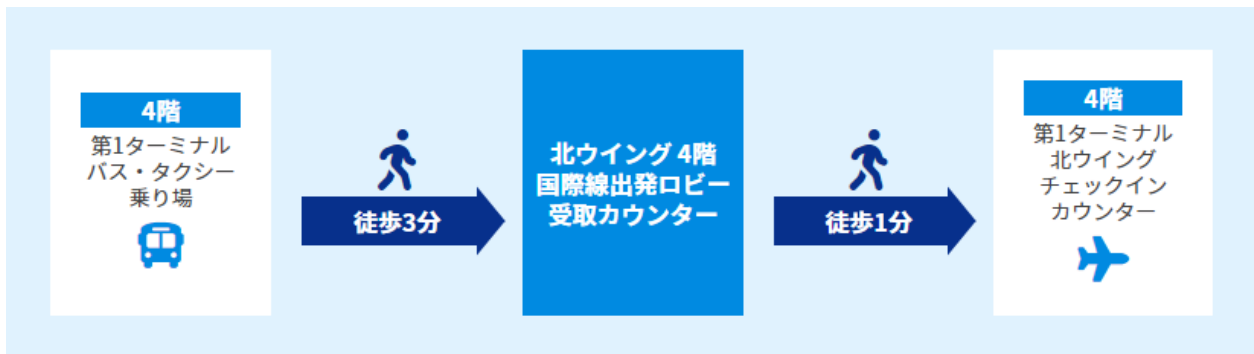 4階
第1ターミナル
バス・タクシー
乗り場
徒歩3分
北ウイング 4階
国際線出発ロビー
受取カウンター
徒歩1分
4階
第1ターミナル
北ウイング
チェックイン
カウンター